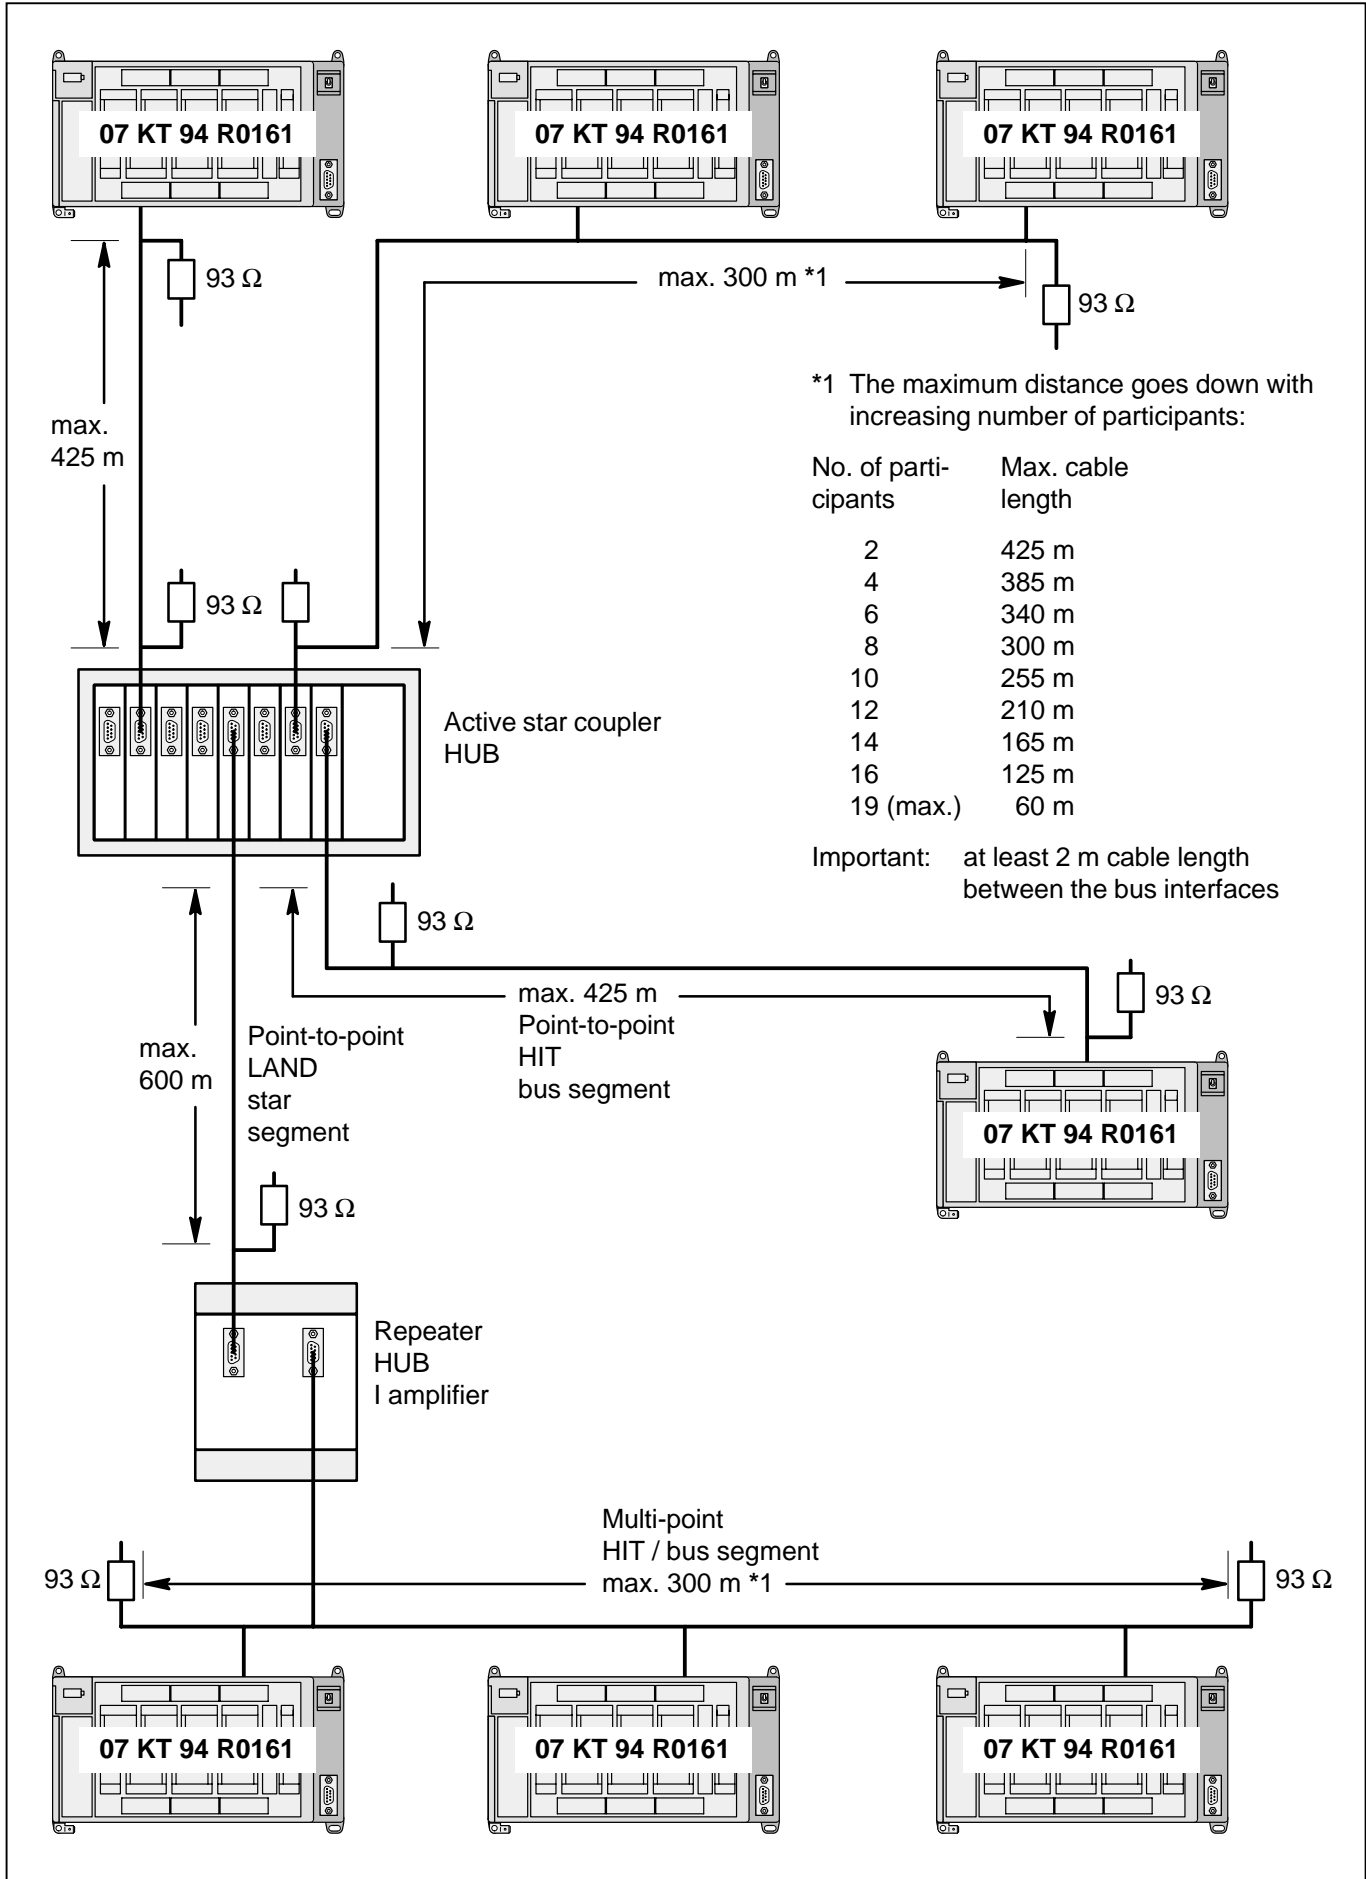 07 KT 94 R0161
07 KT 94 R0161
07 KT 94 R0161
93 Ω
max. 300 m *1
93 Ω
max.
425 m
*1 The maximum distance goes down with
increasing number of participants:
No. of parti-
cipants
Max. cable
length
2 425 m
4 385 m
6 340 m
8 300 m
10 255 m
12 210 m
14 165 m
16 125 m
19 (max.) 60 m
Important: at least 2 m cable length
between the bus interfaces
93 Ω
Active star coupler
HUB
93 Ω
max. 425 m
Point-to-point
HIT
bus segment
93 Ω
max.
600 m
Point-to-point
LAND
star
segment
07 KT 94 R0161
93 Ω
Repeater
HUB
I amplifier
Multi-point
HIT / bus segment
max. 300 m *1
93 Ω
93 Ω
07 KT 94 R0161
07 KT 94 R0161
07 KT 94 R0161